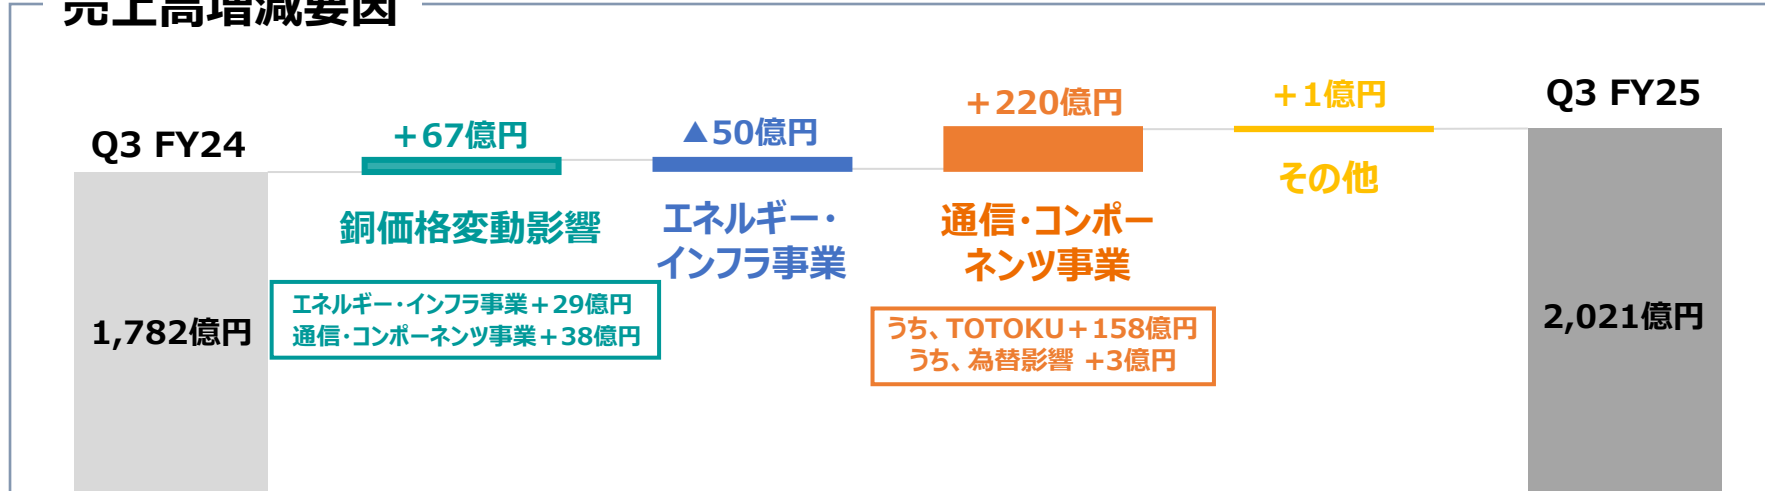 売上高増減要因
Q3 FY24
1,782億円
+67億円
銅価格変動影響
エネルギー・インフラ事業+29億円
通信・コンポーネンツ事業+38億円
▲50億円
エネルギー・
インフラ事業
+220億円
通信・コンポー
ネンツ事業
うち、TOTOKU+158億円
うち、為替影響 +3億円
+1億円
その他
Q3 FY25
2,021億円